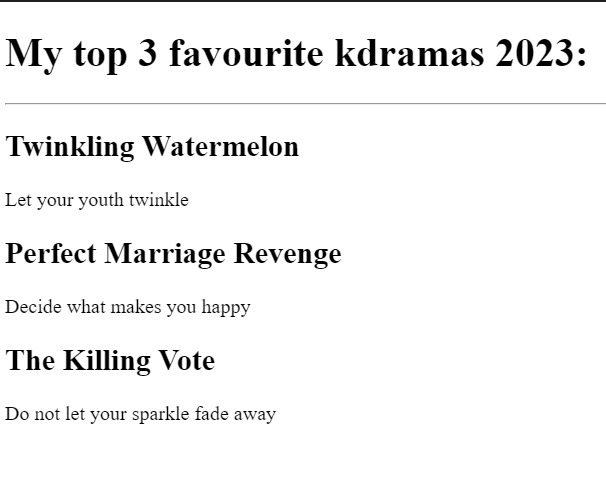 My top 3 favourite kdramas 2023:
Twinkling Watermelon
Let your youth twinkle
Perfect Marriage Revenge
Decide what makes you happy
The Killing Vote
Do not let your sparkle fade away